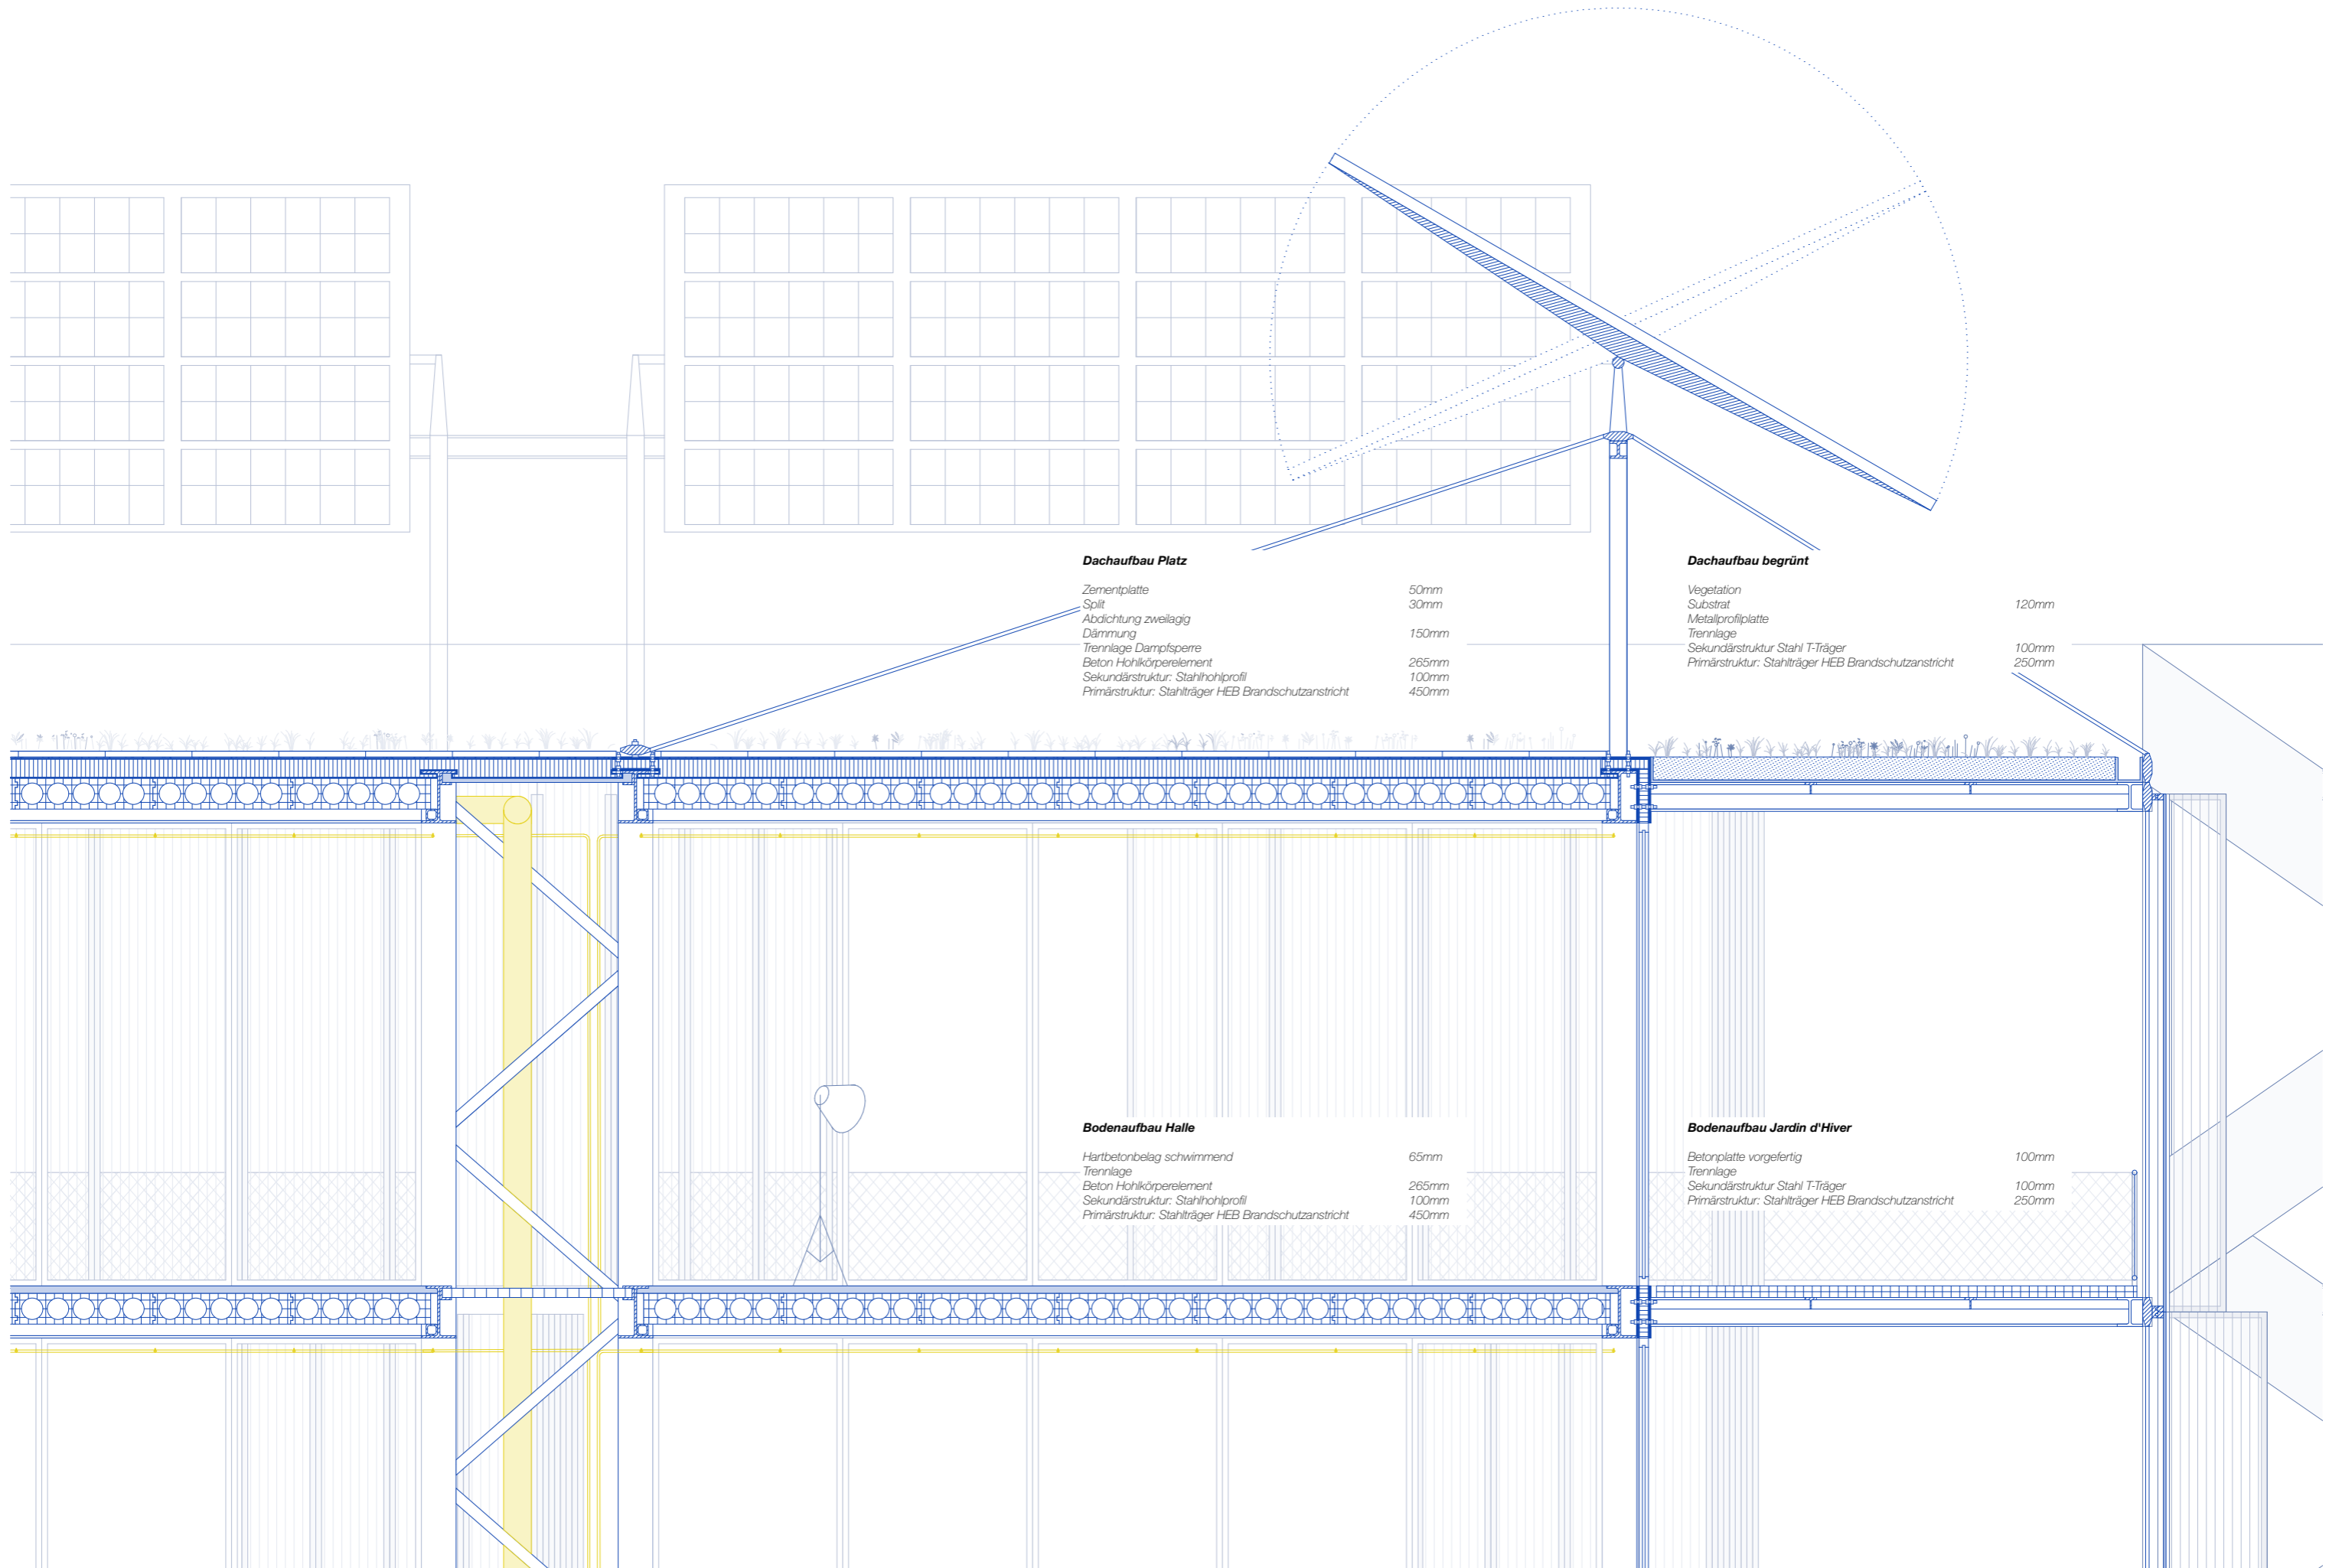 Dachaufbau Platz
Zementplatte 50mm
Split 30mm
Abdichtung zweilagig
Dämmung 150mm
Trennlage Dampfsperre
Beton Hohlkörperelement 265mm
Sekundärstruktur: Stahlhohlprofil 100mm
Primärstruktur: Stahlträger HEB Brandschutzanstricht 450mm
Dachaufbau begrünt
Vegetation
Substrat 120mm
Metallprofilplatte
Trennlage
Sekundärstruktur Stahl T-Träger 100mm
Primärstruktur: Stahlträger HEB Brandschutzanstricht 250mm
Bodenaufbau Halle
Hartbetonbelag schwimmend 65mm
Trennlage
Beton Hohlkörperelement 265mm
Sekundärstruktur: Stahlhohlprofil 100mm
Primärstruktur: Stahlträger HEB Brandschutzanstricht 450mm
Bodenaufbau Jardin d'Hiver
Betonplatte vorgefertig 100mm
Trennlage
Sekundärstruktur Stahl T-Träger 100mm
Primärstruktur: Stahlträger HEB Brandschutzanstricht 250mm